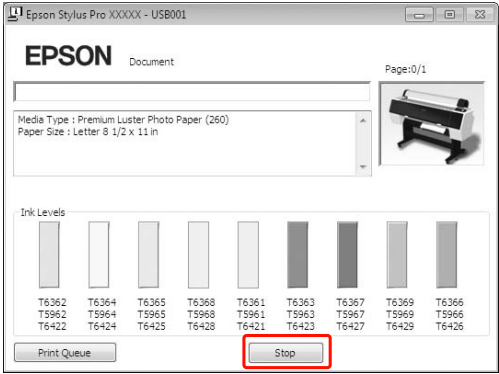 Epson Stylus Pro XXXXX - USB001
EPSON
Document
Page:0/1
Media Type : Premium Luster Photo Paper (260)
Paper Size : Letter 8 1/2 x 11 in
Ink Levels
T6362 T6364 T6365 T6368 T6361 T6363 T6367 T6369 T6366
T5962 T5964 T5965 T5968 T5961 T5963 T5967 T5969 T5966
T6422 T6424 T6425 T6428 T6421 T6423 T6427 T6429 T6426
Print Queue
Stop